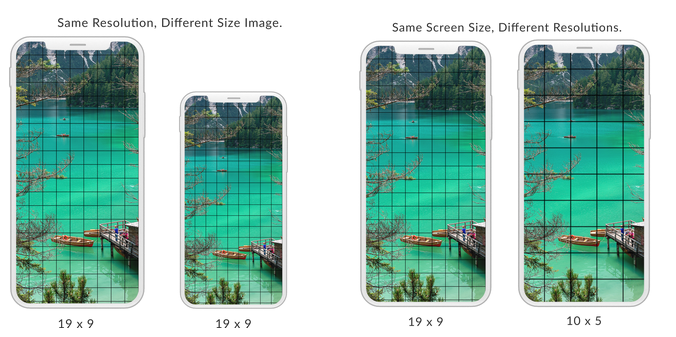 Same Resolution, Different Size Image.
Same Screen Size, Different Resolutions.
19 x 9
19 x 9
19 x 9
10 x 5